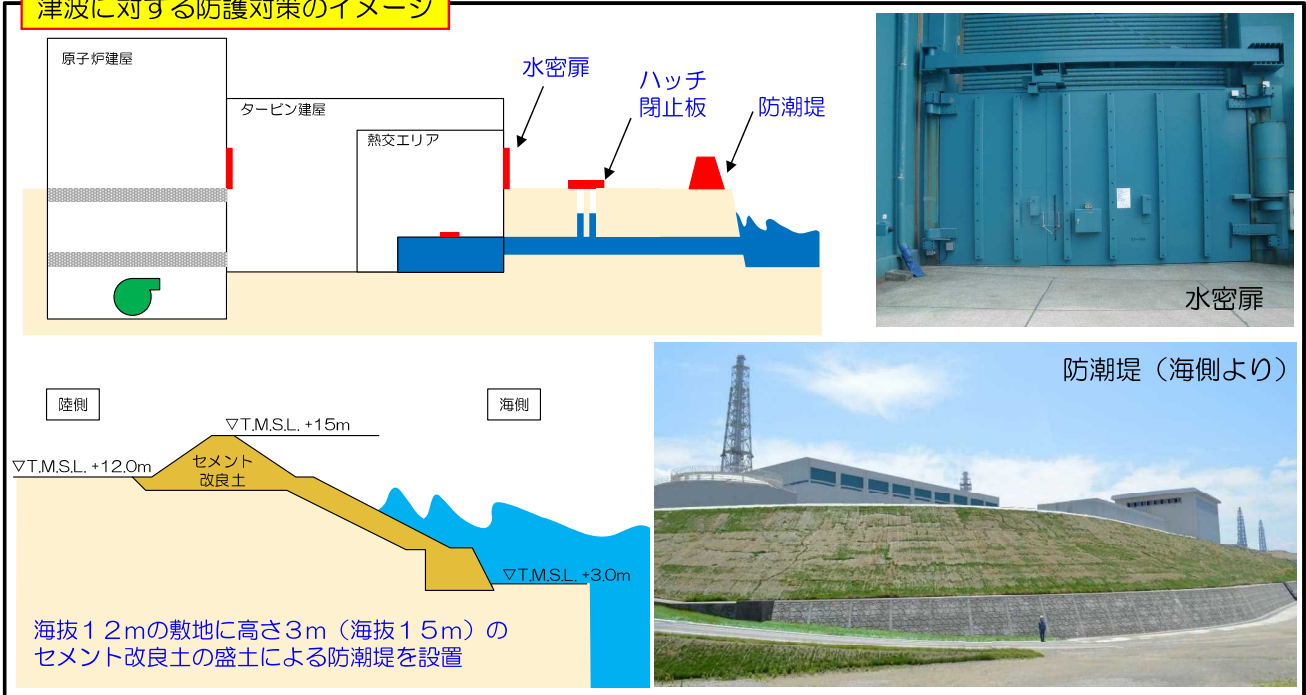 津波に対する防護対策のイメージ
原子炉建屋
タービン建屋
熱交エリア
水密扉
ハッチ
閉止板
防潮堤
水密扉
陸側
海側
▽T.M.S.L. +15m
▽T.M.S.L. +12.0m
セメント
改良土
▽T.M.S.L. +3.0m
海抜12mの敷地に高さ3m(海抜15m)の
セメント改良土の盛土による防潮堤を設置
防潮堤(海側より)